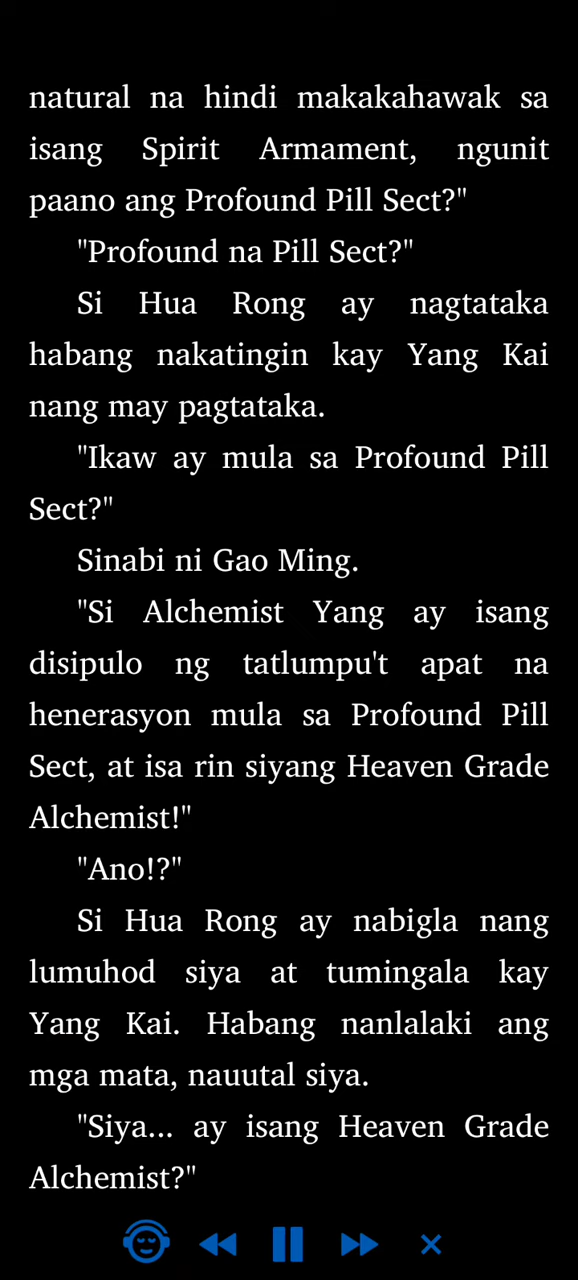 natural na hindi makakahawak sa
isang Spirit Armament, ngunit
paano ang Profound Pill Sect?"
"Profound na Pill Sect?"
Si Hua Rong ay nagtataka
habang nakatingin kay Yang Kai
nang may pagtataka.
"Ikaw ay mula sa Profound Pill
Sect?"
Sinabi ni Gao Ming.
"Si Alchemist Yang ay isang
disipulo ng tatlumpu't apat na
henerasyon mula sa Profound Pill
Sect, at isa rin siyang Heaven Grade
Alchemist!"
"Ano!?"
Si Hua Rong ay nabigla nang
lumuhod siya at tumingala kay
Yang Kai. Habang nanlalaki ang
mga mata, nauutal siya.
"Siya... ay isang Heaven Grade
Alchemist?"